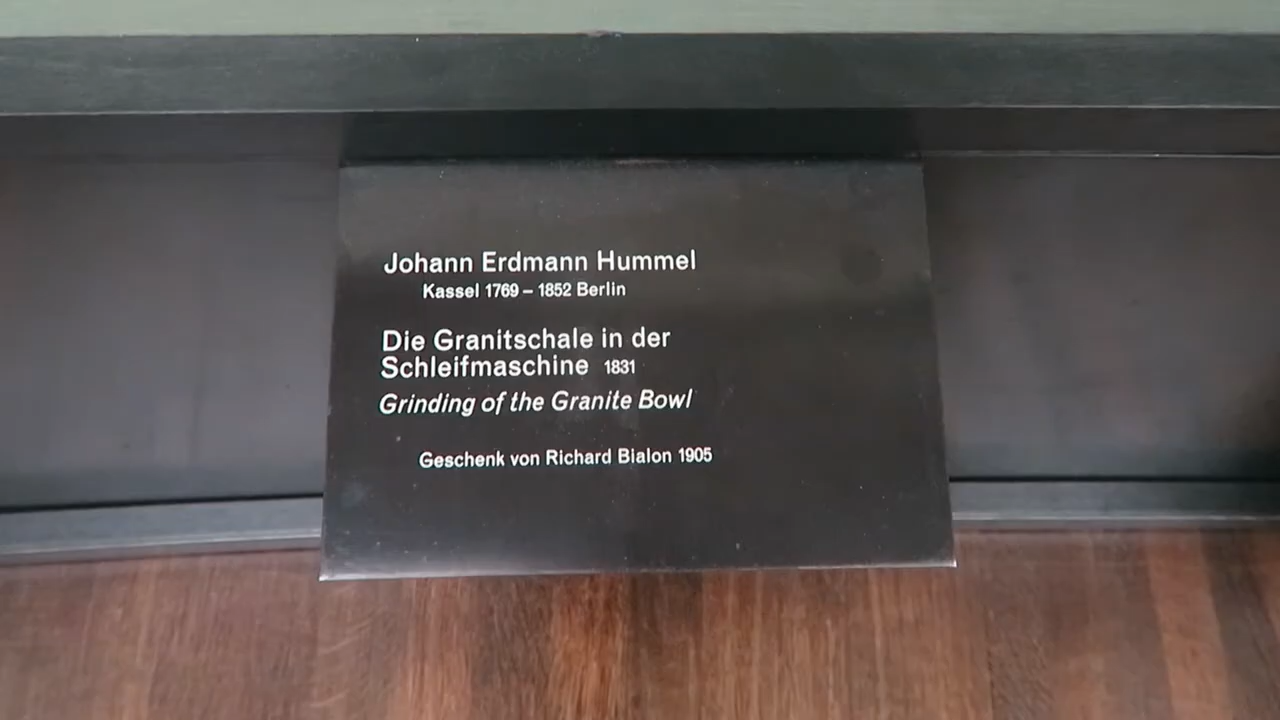 Johann Erdmann Hummel
Kassel 1769 – 1852 Berlin
Die Granitschale in der
Schleifmaschine 1831
Grinding of the Granite Bowl
Geschenk von Richard Bialon 1905